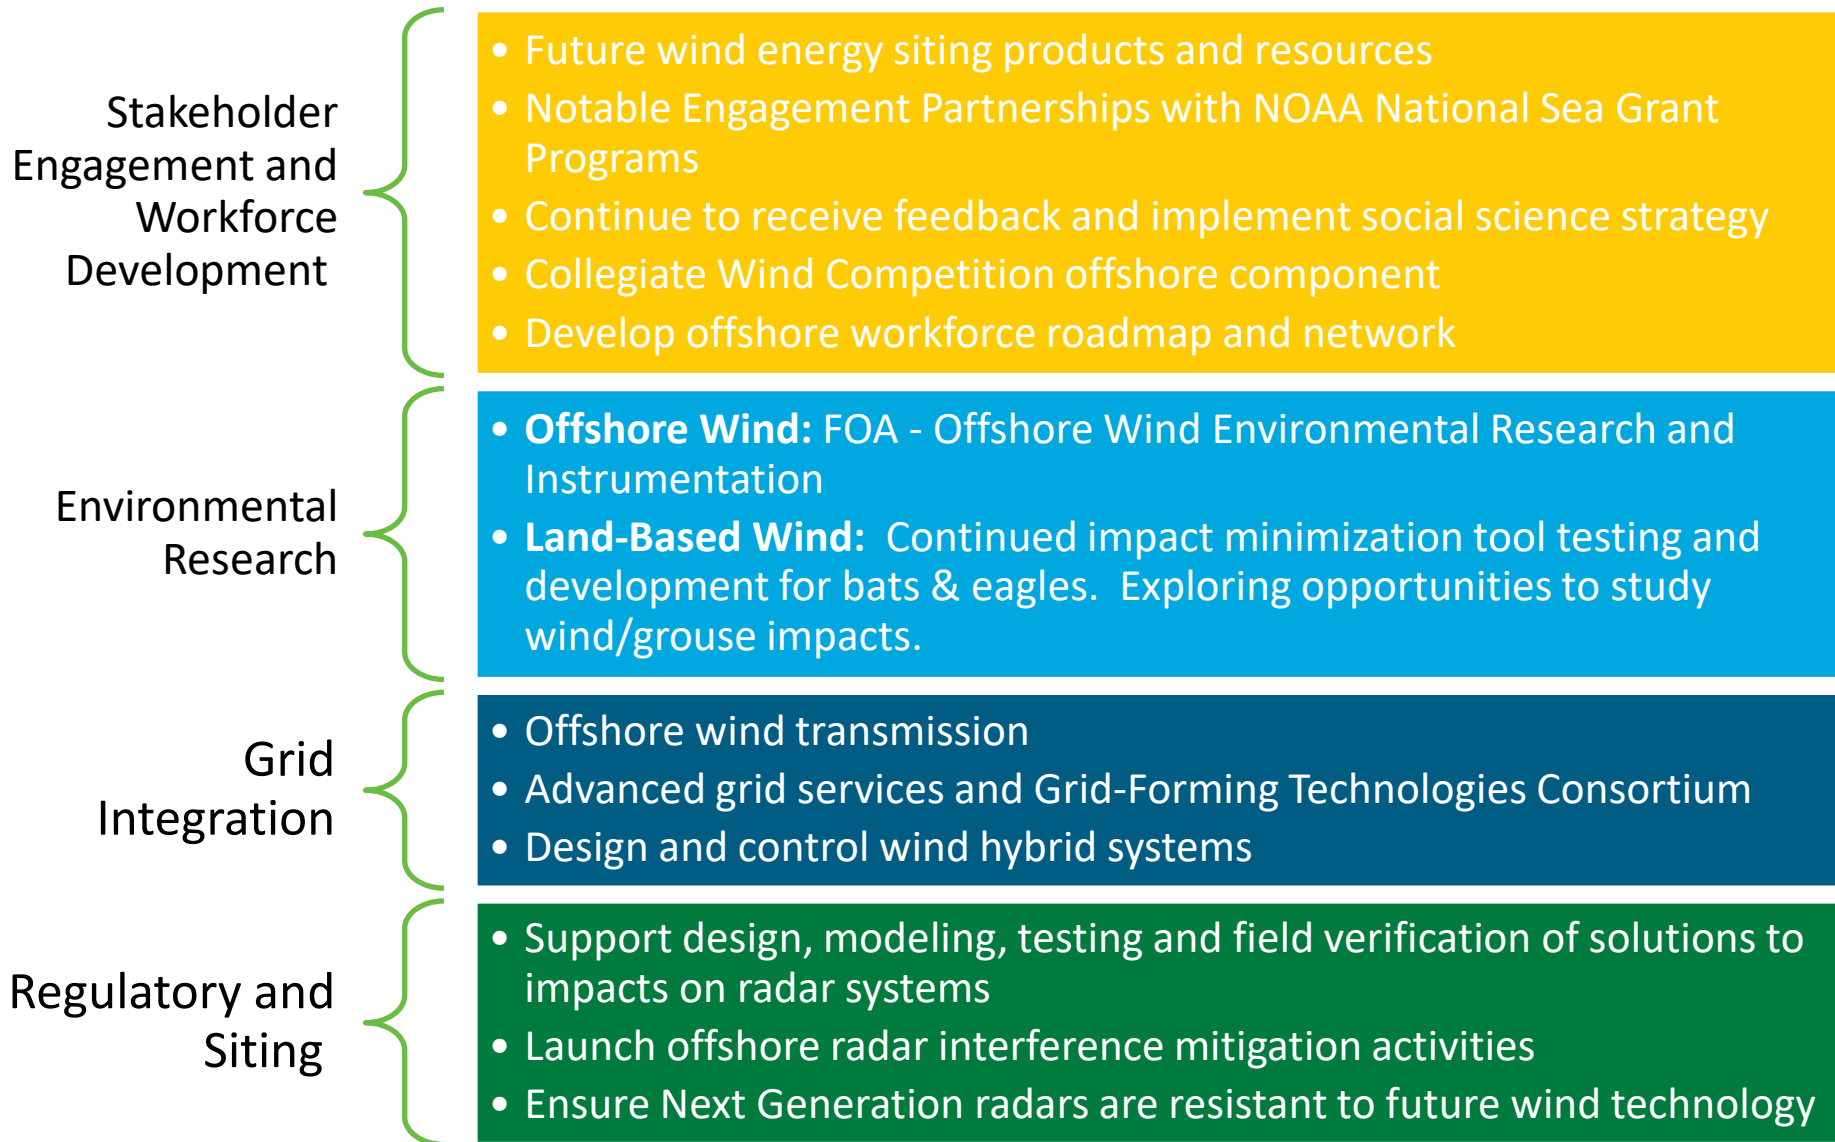 Stakeholder
Engagement and
Workforce
Development
• Future wind energy siting products and resources
• Notable Engagement Partnerships with NOAA National Sea Grant
Programs
• Continue to receive feedback and implement social science strategy
• Collegiate Wind Competition offshore component
• Develop offshore workforce roadmap and network
Environmental
Research
• Offshore Wind: FOA - Offshore Wind Environmental Research and
Instrumentation
• Land-Based Wind: Continued impact minimization tool testing and
development for bats & eagles. Exploring opportunities to study
wind/grouse impacts.
Grid
Integration
• Offshore wind transmission
• Advanced grid services and Grid-Forming Technologies Consortium
• Design and control wind hybrid systems
Regulatory and
Siting
• Support design, modeling, testing and field verification of solutions to
impacts on radar systems
• Launch offshore radar interference mitigation activities
• Ensure Next Generation radars are resistant to future wind technology